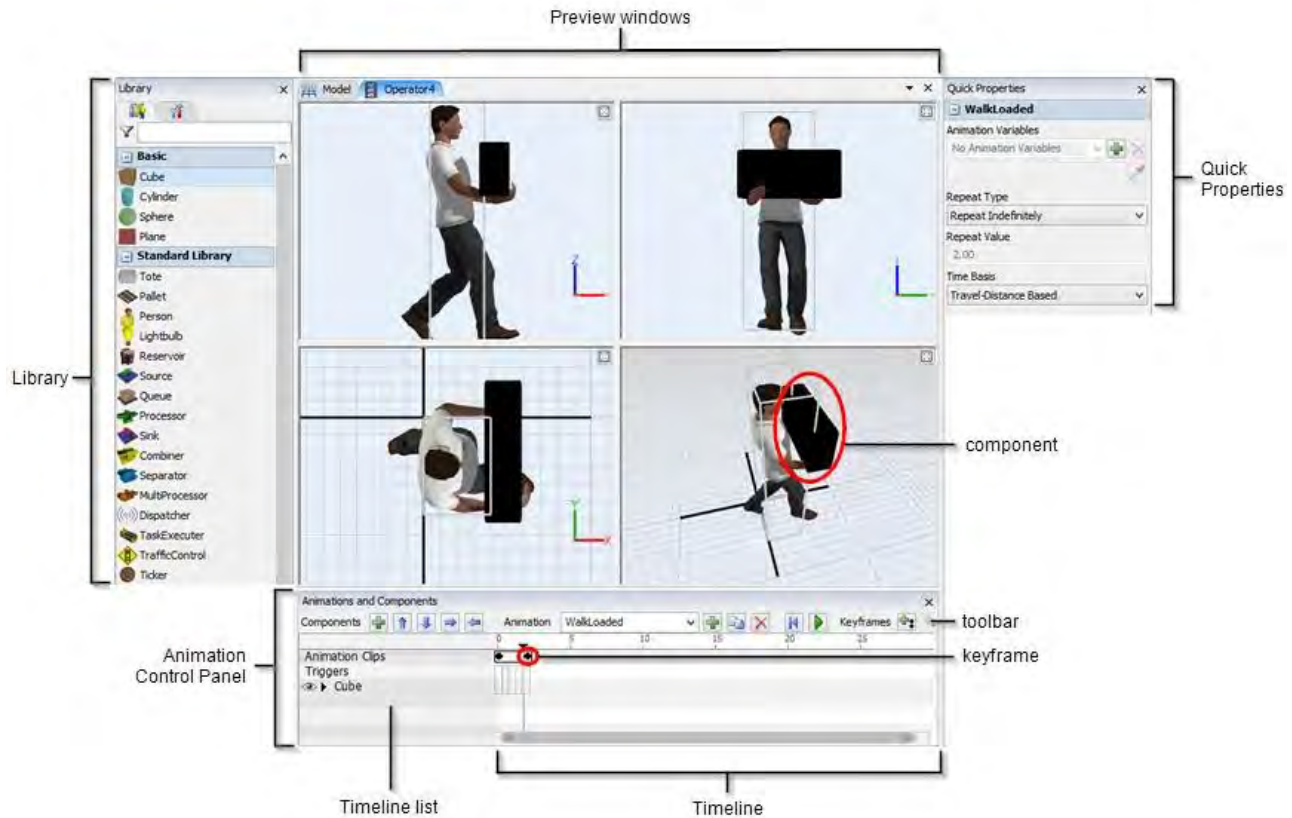 Preview windows
Library
Model
Operator4
Quick Properties
WalkLoaded
Animation Variables
No Animation Variables
Repeat Type
Repeat Indefinitely
Repeat Value
2.00
Time Basis
Travel-Distance Based
Quick
Properties
Basic
Cube
Cylinder
Sphere
Plane
Standard Library
Tote
Pallet
Person
Lightbulb
Reservoir
Source
Queue
Processor
Sink
Combiner
Separator
MultiProcessor
Dispatcher
TaskExecuter
TrafficControl
Ticker
Library
Z
Y
X
component
Animations and Components
Components
Animation
WalkLoaded
Keyframes
toolbar
0 5 10 15 20 25
Animation Clips
Triggers
Cube
keyframe
Animation
Control Panel
Timeline list
Timeline